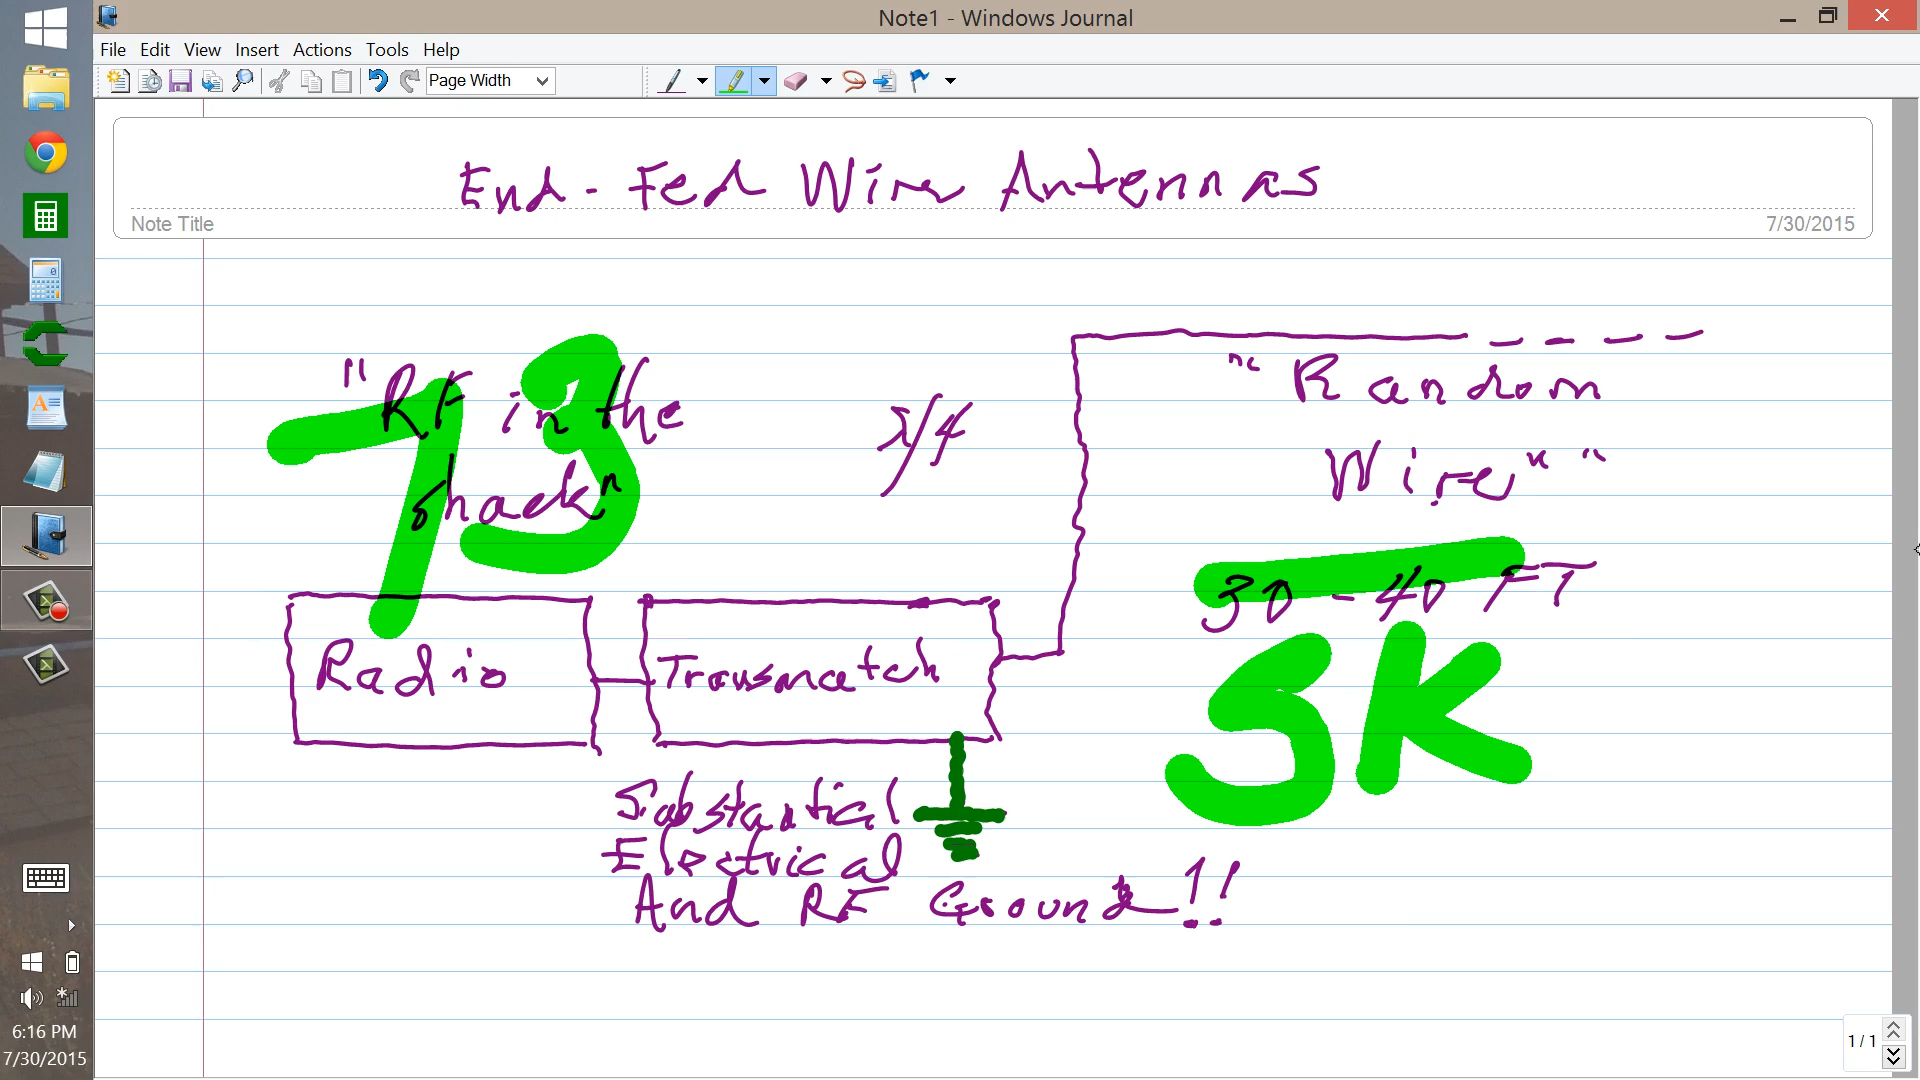 Note1 - Windows Journal
File Edit View Insert Actions Tools Help
Page Width
End-Fed Wire Antennas
Note Title
7/30/2015
"RF in the
Shack"
73
λ/4
"Random
Wire" "
30-40 FT
SK
Radio
Transmatch
Substantial
Electrical
And RF Ground!!
1 / 1
6:16 PM
7/30/2015